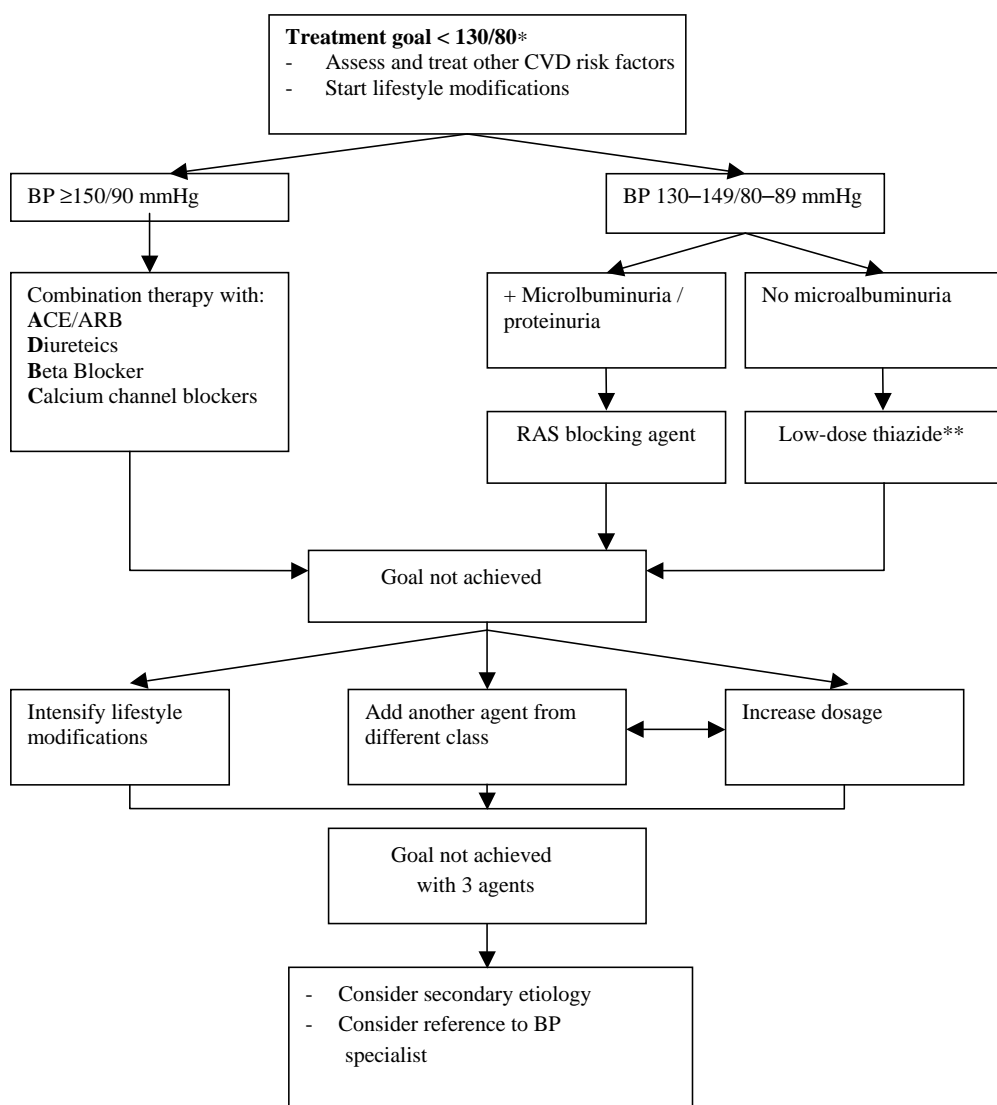 Treatment goal < 130/80*
- Assess and treat other CVD risk factors
- Start lifestyle modifications
BP ≥150/90 mmHg
BP 130−149/80−89 mmHg
Combination therapy with:
ACE/ARB
Diureteics
Beta Blocker
Calcium channel blockers
+ Microlbuminuria /
proteinuria
No microalbuminuria
RAS blocking agent
Low-dose thiazide**
Goal not achieved
Intensify lifestyle
modifications
Add another agent from
different class
Increase dosage
Goal not achieved
with 3 agents
- Consider secondary etiology
- Consider reference to BP
specialist